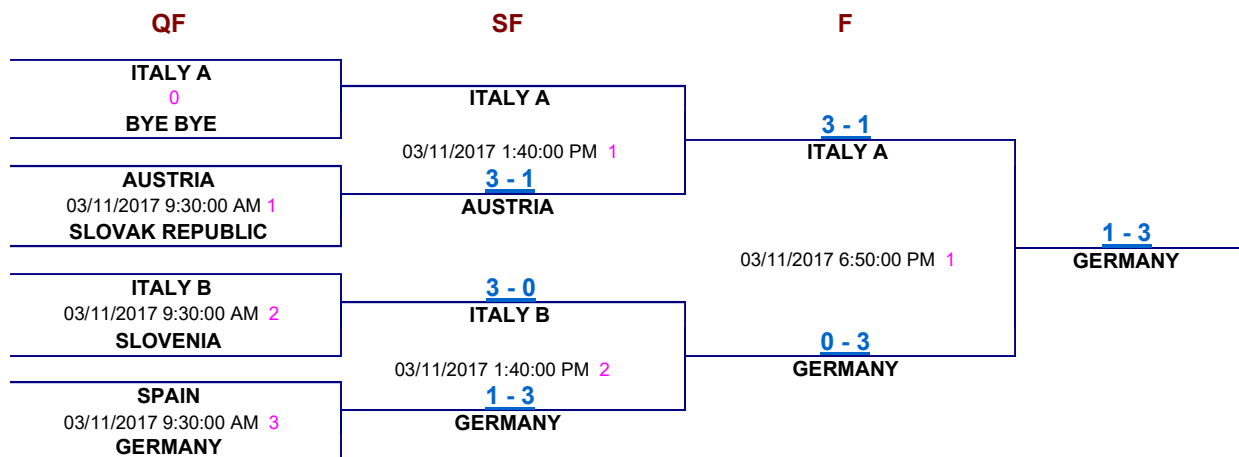 QF SF F
ITALY A
0
BYE BYE
AUSTRIA
03/11/2017 9:30:00 AM 1
SLOVAK REPUBLIC
ITALY B
03/11/2017 9:30:00 AM 2
SLOVENIA
SPAIN
03/11/2017 9:30:00 AM 3
GERMANY
ITALY A
03/11/2017 1:40:00 PM 1
3 - 1
AUSTRIA
3 - 0
ITALY B
03/11/2017 1:40:00 PM 2
1 - 3
GERMANY
3 - 1
ITALY A
03/11/2017 6:50:00 PM 1
0 - 3
GERMANY
1 - 3
GERMANY